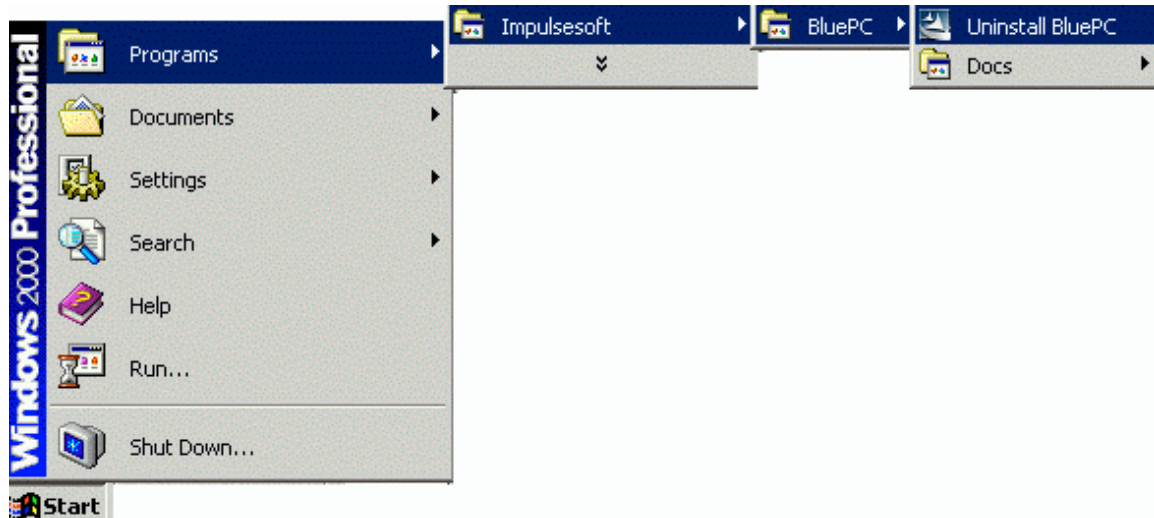 Programs
Impulsesoft
BluePC
Uninstall BluePC
Docs
Documents
Settings
Search
Help
Run...
Shut Down...
Windows 2000 Professional
Start